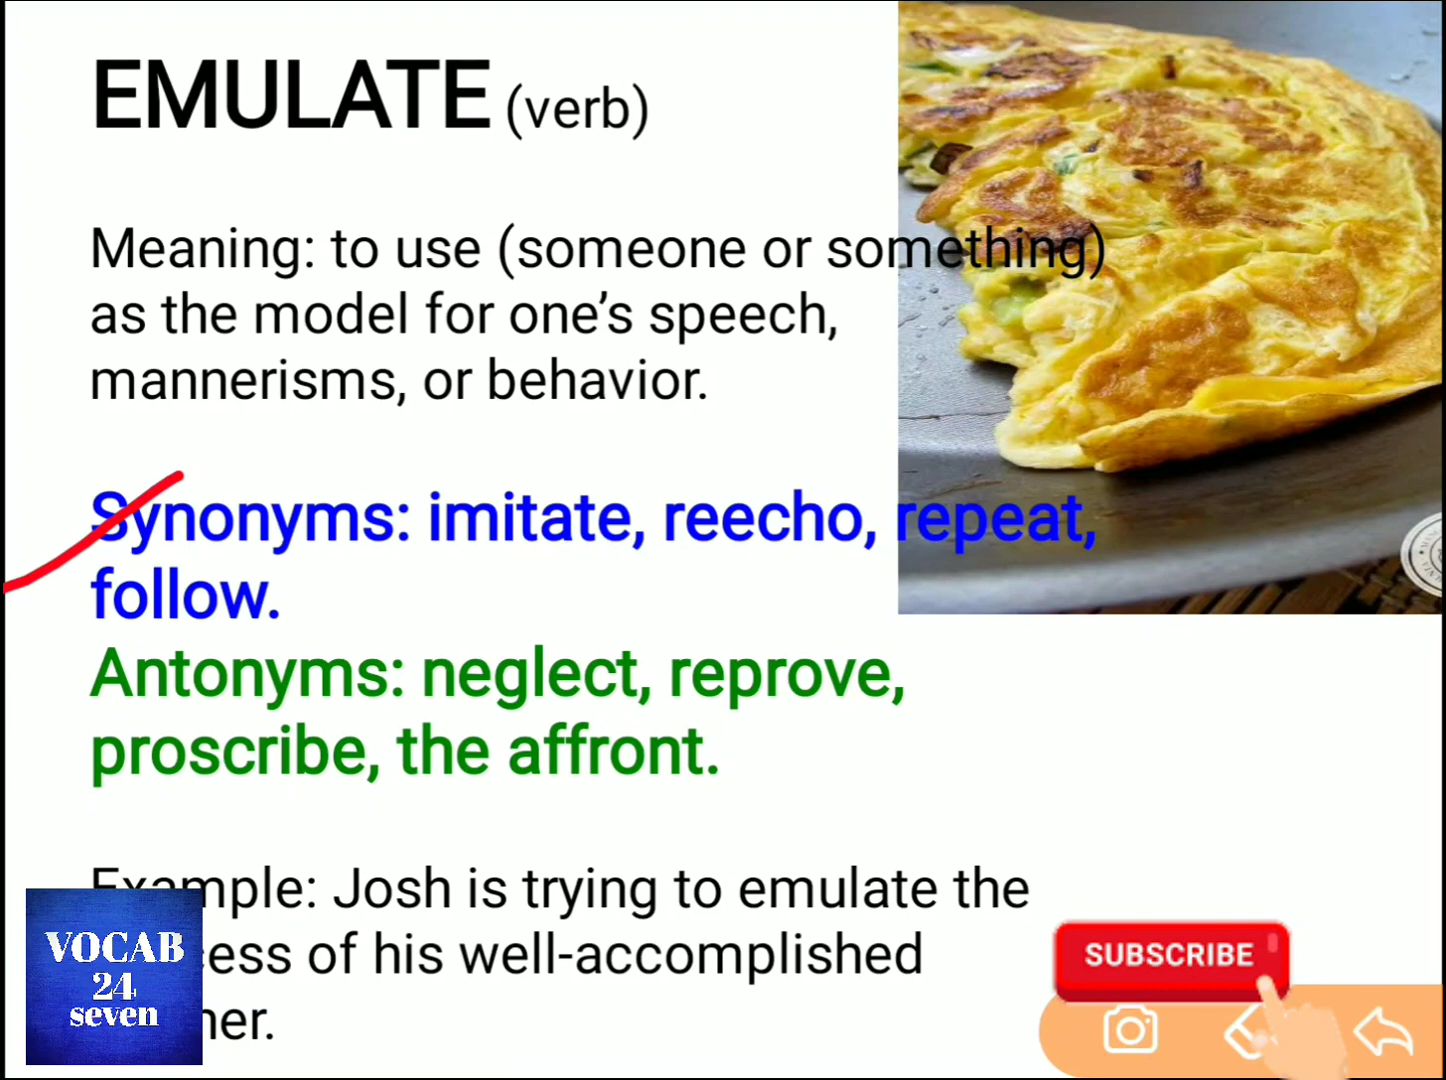 EMULATE (verb)
Meaning: to use (someone or something)
as the model for one's speech,
mannerisms, or behavior.
Synonyms: imitate, reecho, repeat,
follow.
Antonyms: neglect, reprove,
proscribe, the affront.
Example: Josh is trying to emulate the
of his well-accomplished
VOCAB
24
seven
SUBSCRIBE